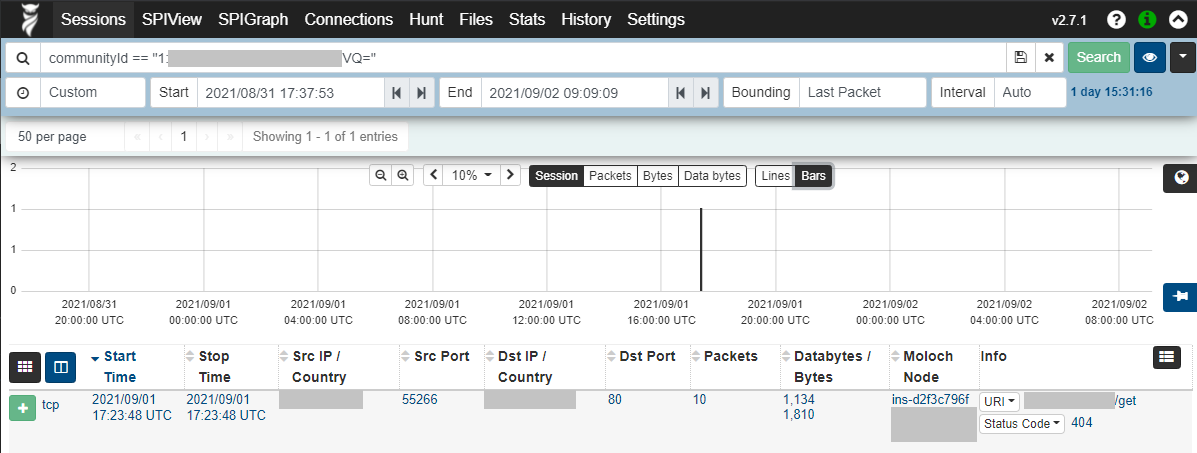 Sessions SPIView SPIGraph Connections Hunt Files Stats History Settings v2.7.1
communityId == "1: VQ=" Search
Custom Start 2021/08/31 17:37:53 End 2021/09/02 09:09:09 Bounding Last Packet Interval Auto 1 day 15:31:16
50 per page « ‹ 1 › » Showing 1 - 1 of 1 entries
10% Session Packets Bytes Data bytes Lines Bars
2
1
1
0
2021/08/31 2021/09/01 2021/09/01 2021/09/01 2021/09/01 2021/09/01 2021/09/01 2021/09/02 2021/09/02 2021/09/02
20:00:00 UTC 00:00:00 UTC 04:00:00 UTC 08:00:00 UTC 12:00:00 UTC 16:00:00 UTC 20:00:00 UTC 00:00:00 UTC 04:00:00 UTC 08:00:00 UTC
Start Stop Src IP / Src Port Dst IP / Dst Port Packets Databytes / Moloch Info
Time Time Country Country Bytes Node
tcp 2021/09/01 2021/09/01 55266 80 10 1,134 ins-d2f3c796f URI /get
17:23:48 UTC 17:23:48 UTC 1,810 Status Code 404